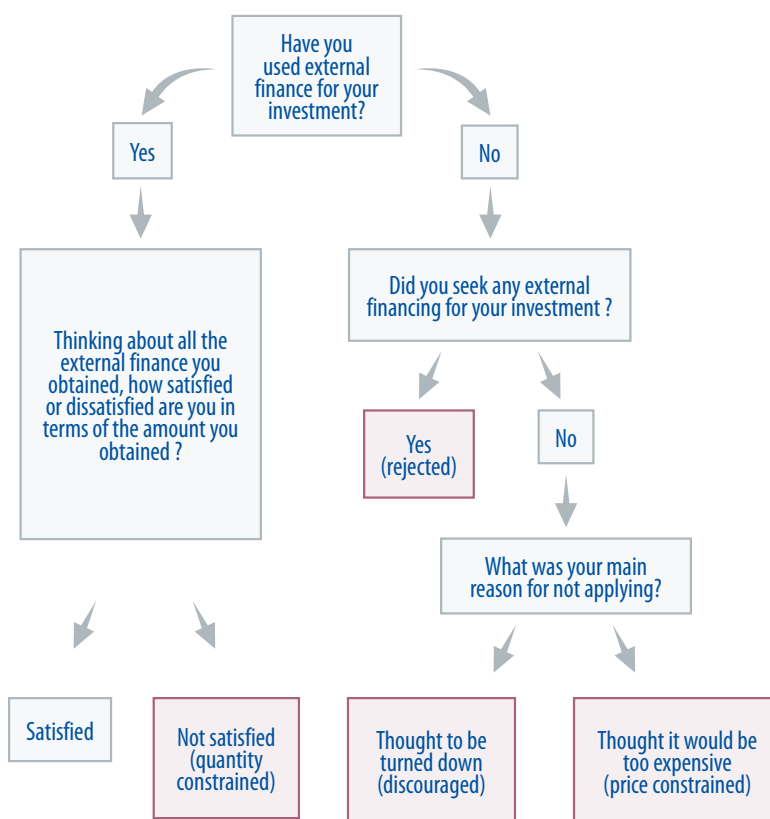 Have you
used external
finance for your
investment?
Yes
No
Thinking about all the
external finance you
obtained, how satisfied
or dissatisfied are you in
terms of the amount you
obtained ?
Did you seek any external
financing for your investment ?
Yes
(rejected)
No
What was your main
reason for not applying?
Satisfied
Not satisfied
(quantity
constrained)
Thought to be
turned down
(discouraged)
Thought it would be
too expensive
(price constrained)